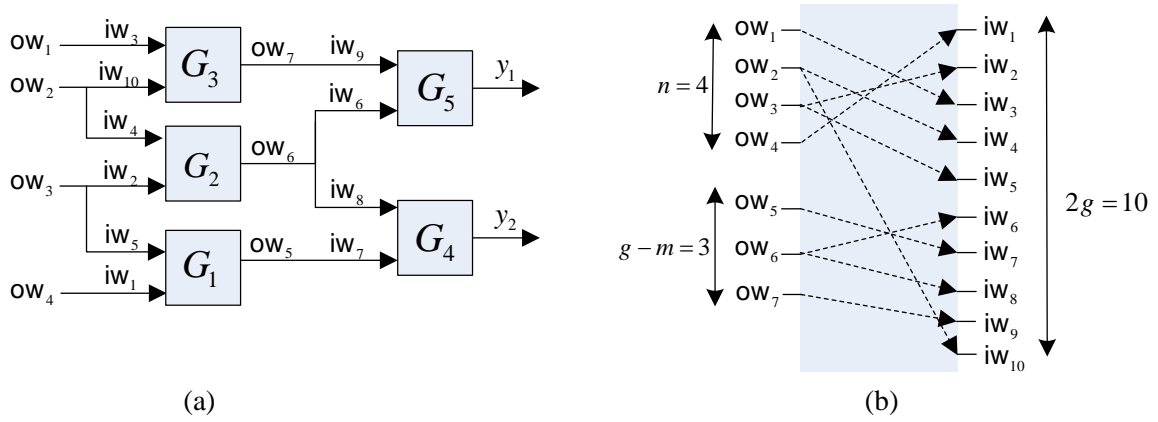 ow₁ iw₃ G₃ ow₇ iw₉
ow₂ iw₁₀ G₅ y₁
iw₆
iw₄
G₂ ow₆
ow₃ iw₂
iw₈
iw₅ G₄ y₂
G₁ ow₅ iw₇
ow₄ iw₁
(a)
ow₁ iw₁
ow₂ iw₂
n = 4
ow₃ iw₃
ow₄ iw₄
iw₅
ow₅ iw₆
2g = 10
g − m = 3
ow₆ iw₇
ow₇ iw₈
iw₉
iw₁₀
(b)